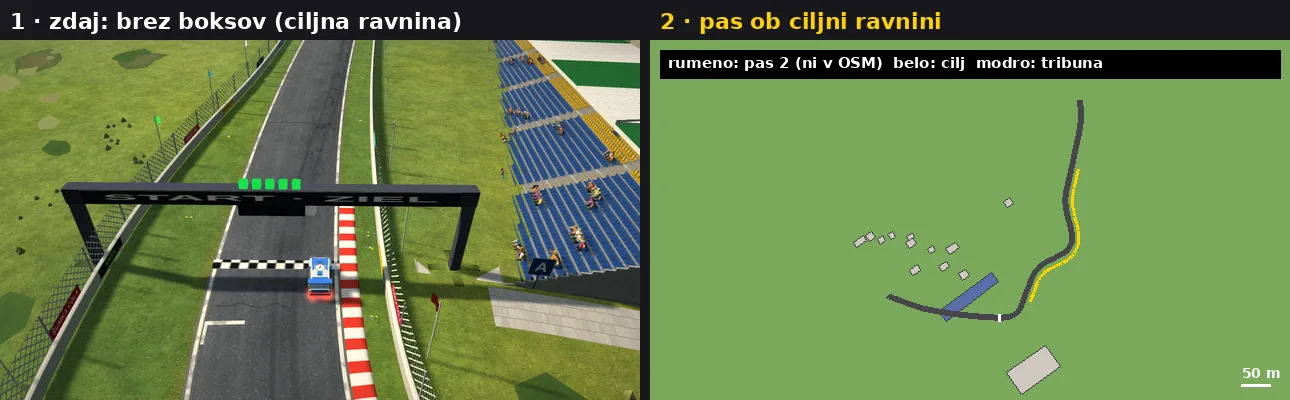 1 · zdaj: brez boksov (ciljna ravnina)
START · ZIEL
A
2 · pas ob ciljni ravnini
rumeno: pas 2 (ni v OSM)  belo: cilj  modro: tribuna
50 m